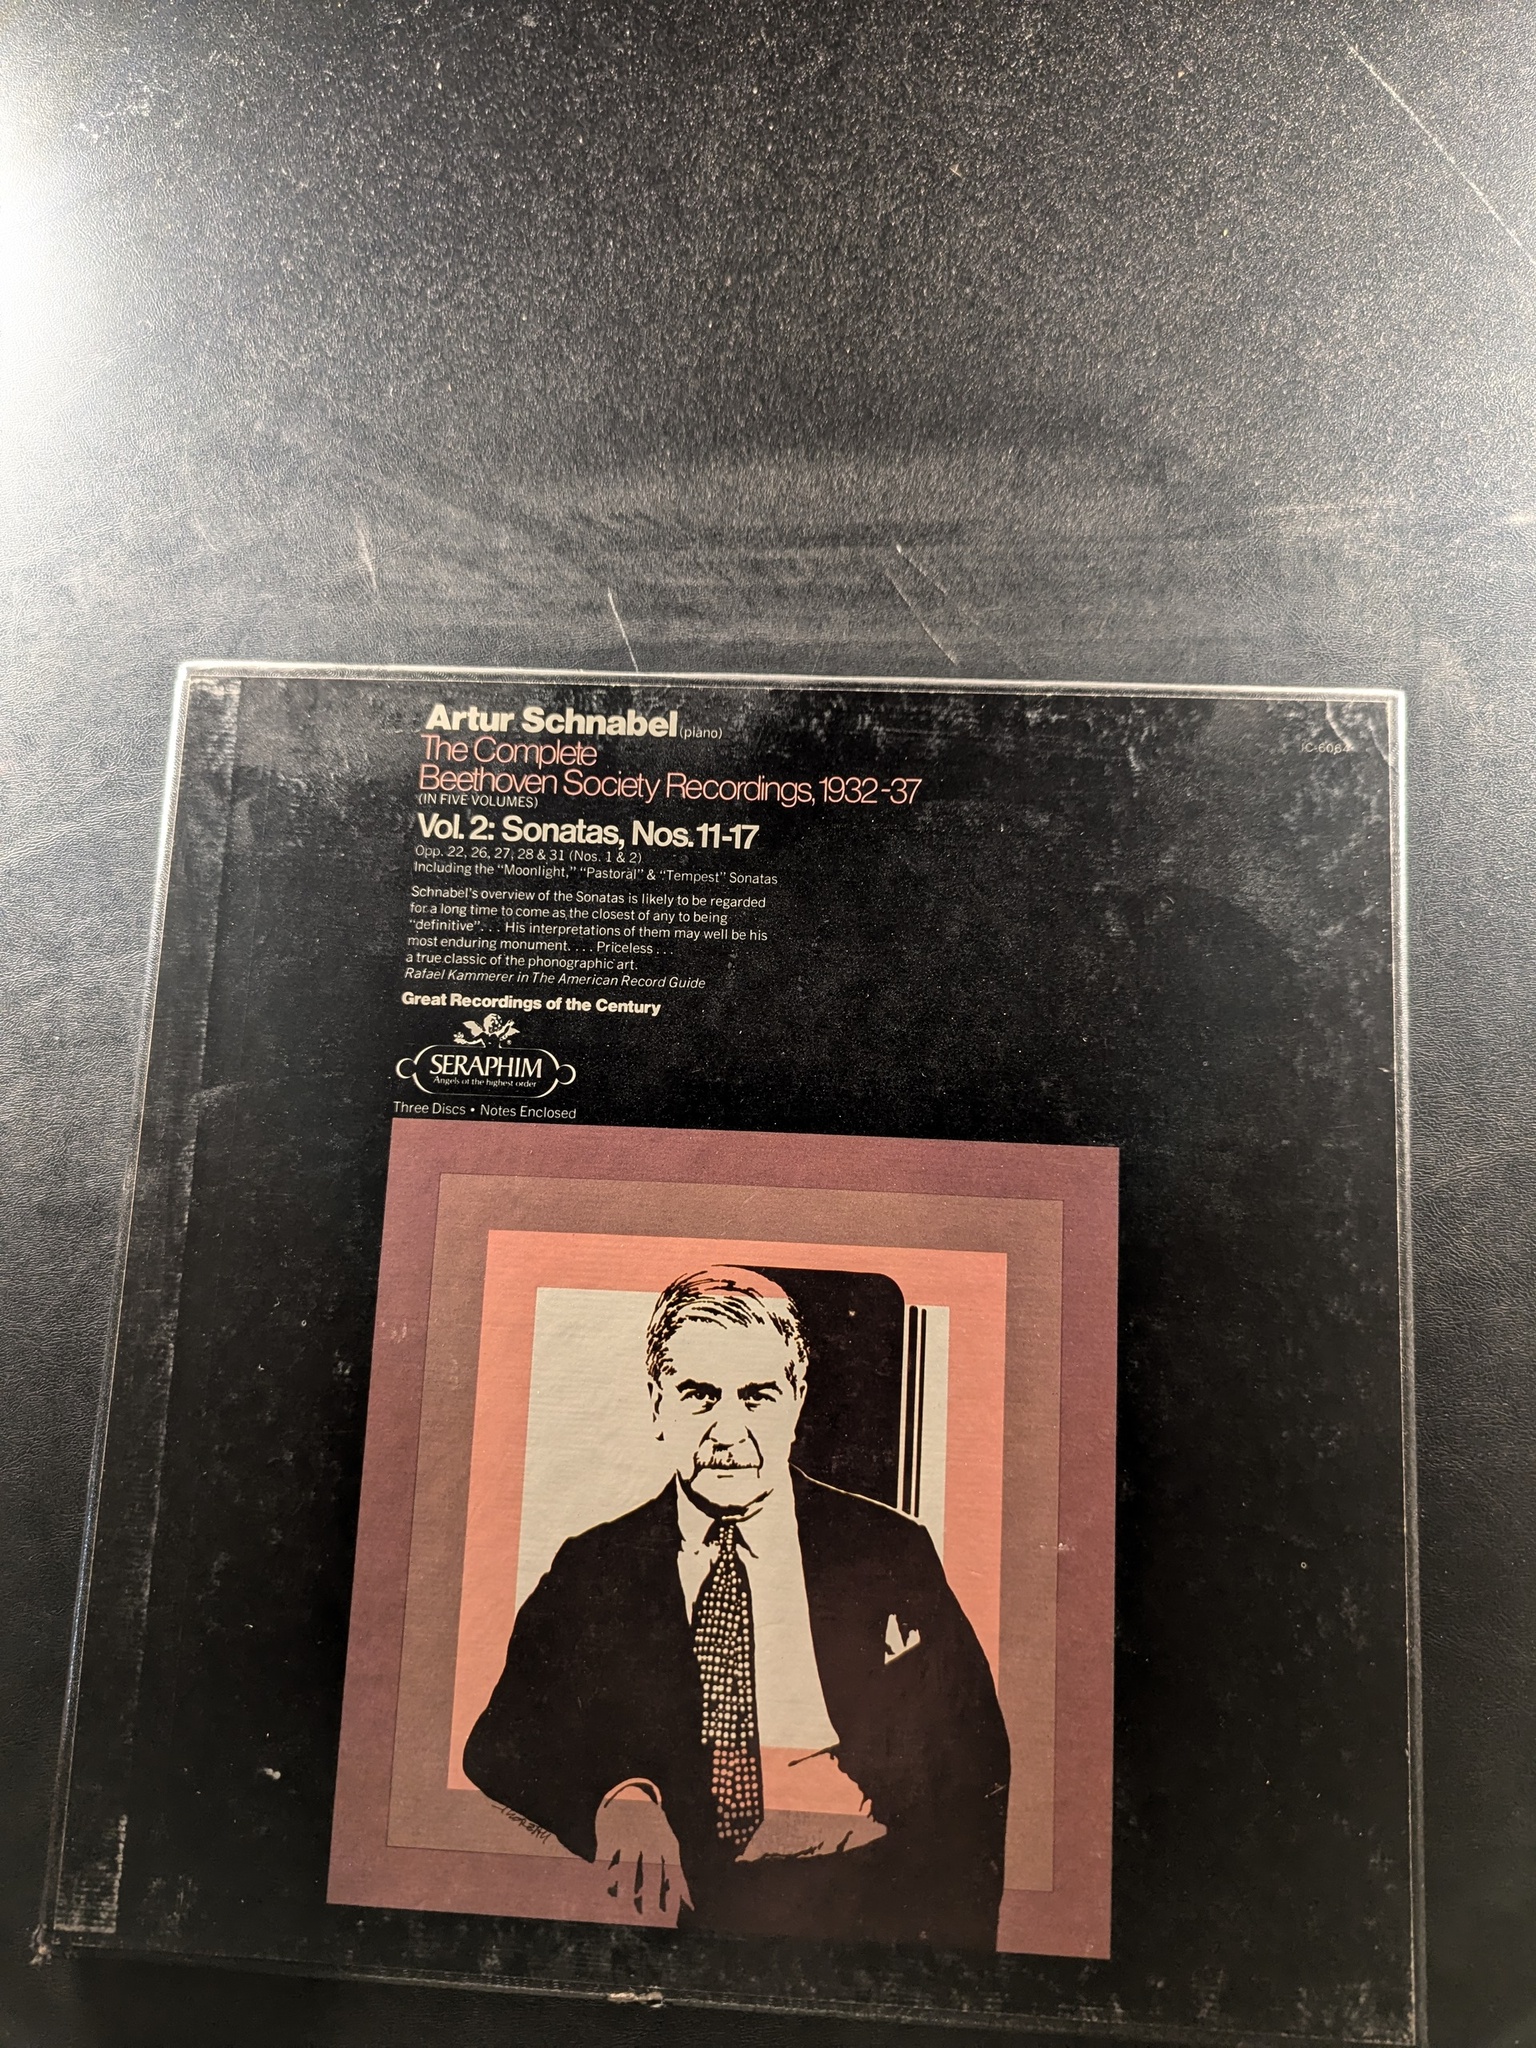 Artur Schnabel (piano)
IC-6064
The Complete
Beethoven Society Recordings, 1932-37
(IN FIVE VOLUMES)
Vol. 2: Sonatas, Nos. 11-17
Opp. 22, 26, 27, 28 & 31 (Nos. 1 & 2)
Including the “Moonlight,” “Pastoral” & “Tempest” Sonatas
Schnabel's overview of the Sonatas is likely to be regarded
for a long time to come as the closest of any to being
“definitive”. . . His interpretations of them may well be his
most enduring monument. . . . Priceless . . .
a true classic of the phonographic art.
Rafael Kammerer in The American Record Guide
Great Recordings of the Century
SERAPHIM
Angels of the highest order
Three Discs • Notes Enclosed